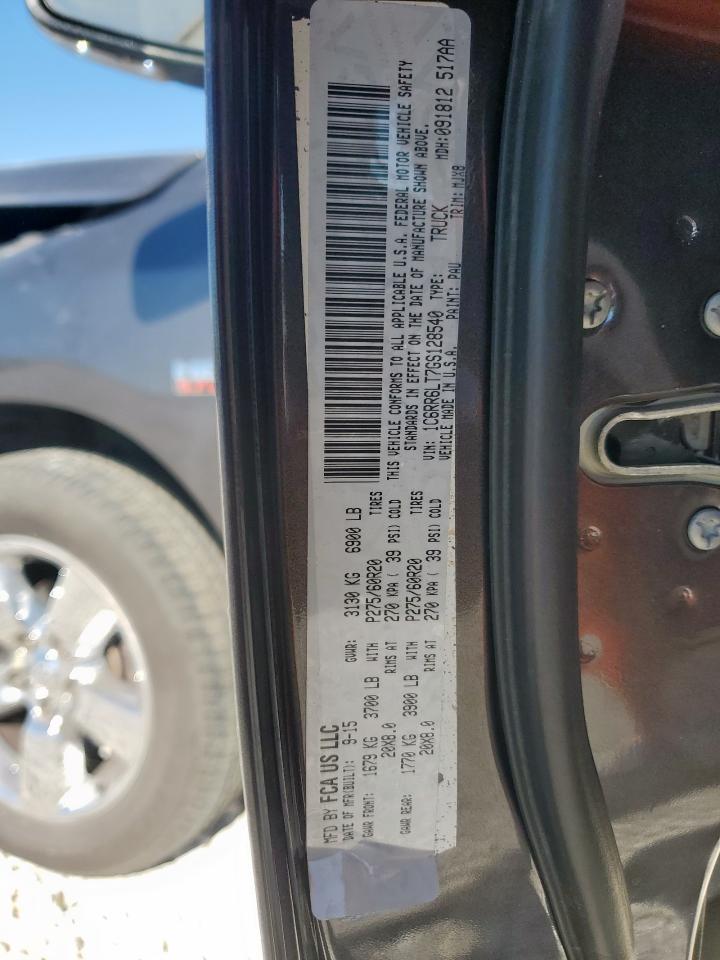 MFD BY FCA US LLC
DATE OF MFR(BUILT): 9-15 GVWR: 3130 KG 6900 LB
GAWR FRONT: 1679 KG 3700 LB WITH P275/60R20 TIRES
20X8.0 RIMS AT 270 KPA ( 39 PSI) COLD
GAWR REAR: 1770 KG 3900 LB WITH P275/60R20 TIRES
20X8.0 RIMS AT 270 KPA ( 39 PSI) COLD
THIS VEHICLE CONFORMS TO ALL APPLICABLE U.S.A. FEDERAL MOTOR VEHICLE SAFETY
STANDARDS IN EFFECT ON THE DATE OF MANUFACTURE SHOWN ABOVE.
VIN: 1C6RR6LT7GS128540 TYPE: TRUCK MDH:091812 517AA
VEHICLE MADE IN U.S.A. PAINT: PAU TRIM: MJX8